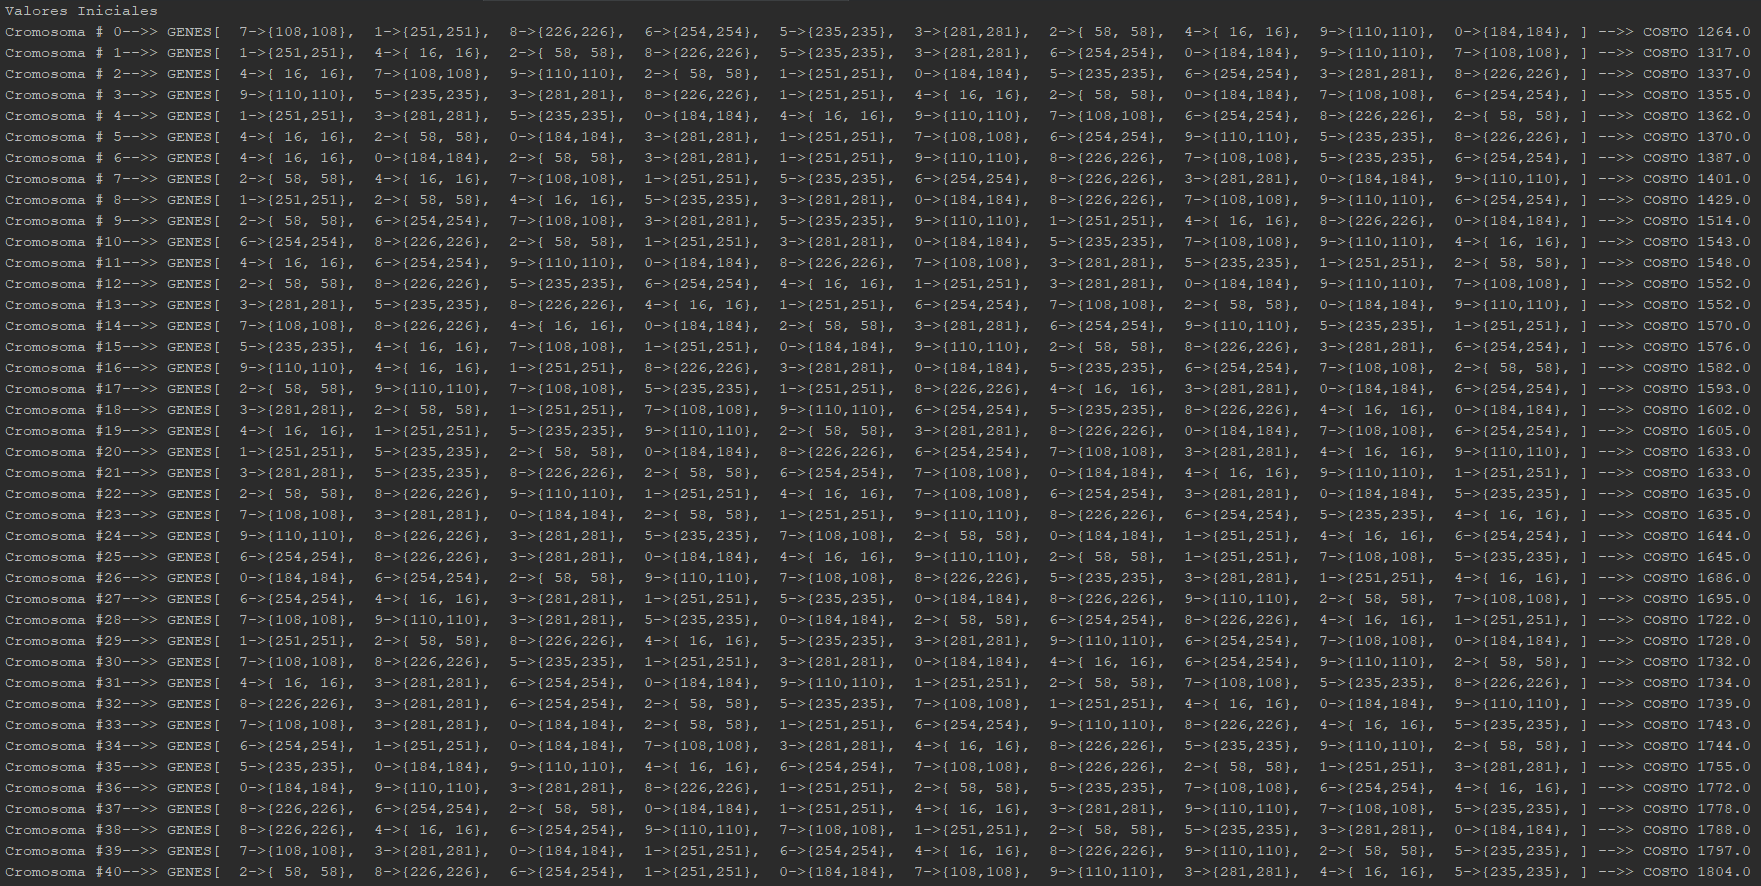 Valores Iniciales
Cromosoma # 0-->> GENES[  7->{108,108},  1->{251,251},  8->{226,226},  6->{254,254},  5->{235,235},  3->{281,281},  2->{ 58, 58},  4->{ 16, 16},  9->{110,110},  0->{184,184}, ] -->> COSTO 1264.0
Cromosoma # 1-->> GENES[  1->{251,251},  4->{ 16, 16},  2->{ 58, 58},  8->{226,226},  5->{235,235},  3->{281,281},  6->{254,254},  0->{184,184},  9->{110,110},  7->{108,108}, ] -->> COSTO 1317.0
Cromosoma # 2-->> GENES[  4->{ 16, 16},  7->{108,108},  9->{110,110},  2->{ 58, 58},  1->{251,251},  0->{184,184},  5->{235,235},  6->{254,254},  3->{281,281},  8->{226,226}, ] -->> COSTO 1337.0
Cromosoma # 3-->> GENES[  9->{110,110},  5->{235,235},  3->{281,281},  8->{226,226},  1->{251,251},  4->{ 16, 16},  2->{ 58, 58},  0->{184,184},  7->{108,108},  6->{254,254}, ] -->> COSTO 1355.0
Cromosoma # 4-->> GENES[  1->{251,251},  3->{281,281},  5->{235,235},  0->{184,184},  4->{ 16, 16},  9->{110,110},  7->{108,108},  6->{254,254},  8->{226,226},  2->{ 58, 58}, ] -->> COSTO 1362.0
Cromosoma # 5-->> GENES[  4->{ 16, 16},  2->{ 58, 58},  0->{184,184},  3->{281,281},  1->{251,251},  7->{108,108},  6->{254,254},  9->{110,110},  5->{235,235},  8->{226,226}, ] -->> COSTO 1370.0
Cromosoma # 6-->> GENES[  4->{ 16, 16},  0->{184,184},  2->{ 58, 58},  3->{281,281},  1->{251,251},  9->{110,110},  8->{226,226},  7->{108,108},  5->{235,235},  6->{254,254}, ] -->> COSTO 1387.0
Cromosoma # 7-->> GENES[  2->{ 58, 58},  4->{ 16, 16},  7->{108,108},  1->{251,251},  5->{235,235},  6->{254,254},  8->{226,226},  3->{281,281},  0->{184,184},  9->{110,110}, ] -->> COSTO 1401.0
Cromosoma # 8-->> GENES[  1->{251,251},  2->{ 58, 58},  4->{ 16, 16},  5->{235,235},  3->{281,281},  0->{184,184},  8->{226,226},  7->{108,108},  9->{110,110},  6->{254,254}, ] -->> COSTO 1429.0
Cromosoma # 9-->> GENES[  2->{ 58, 58},  6->{254,254},  7->{108,108},  3->{281,281},  5->{235,235},  9->{110,110},  1->{251,251},  4->{ 16, 16},  8->{226,226},  0->{184,184}, ] -->> COSTO 1514.0
Cromosoma #10-->> GENES[  6->{254,254},  8->{226,226},  2->{ 58, 58},  1->{251,251},  3->{281,281},  0->{184,184},  5->{235,235},  7->{108,108},  9->{110,110},  4->{ 16, 16}, ] -->> COSTO 1543.0
Cromosoma #11-->> GENES[  4->{ 16, 16},  6->{254,254},  9->{110,110},  0->{184,184},  8->{226,226},  7->{108,108},  3->{281,281},  5->{235,235},  1->{251,251},  2->{ 58, 58}, ] -->> COSTO 1548.0
Cromosoma #12-->> GENES[  2->{ 58, 58},  8->{226,226},  5->{235,235},  6->{254,254},  4->{ 16, 16},  1->{251,251},  3->{281,281},  0->{184,184},  9->{110,110},  7->{108,108}, ] -->> COSTO 1552.0
Cromosoma #13-->> GENES[  3->{281,281},  5->{235,235},  8->{226,226},  4->{ 16, 16},  1->{251,251},  6->{254,254},  7->{108,108},  2->{ 58, 58},  0->{184,184},  9->{110,110}, ] -->> COSTO 1552.0
Cromosoma #14-->> GENES[  7->{108,108},  8->{226,226},  4->{ 16, 16},  0->{184,184},  2->{ 58, 58},  3->{281,281},  6->{254,254},  9->{110,110},  5->{235,235},  1->{251,251}, ] -->> COSTO 1570.0
Cromosoma #15-->> GENES[  5->{235,235},  4->{ 16, 16},  7->{108,108},  1->{251,251},  0->{184,184},  9->{110,110},  2->{ 58, 58},  8->{226,226},  3->{281,281},  6->{254,254}, ] -->> COSTO 1576.0
Cromosoma #16-->> GENES[  9->{110,110},  4->{ 16, 16},  1->{251,251},  8->{226,226},  3->{281,281},  0->{184,184},  5->{235,235},  6->{254,254},  7->{108,108},  2->{ 58, 58}, ] -->> COSTO 1582.0
Cromosoma #17-->> GENES[  2->{ 58, 58},  9->{110,110},  7->{108,108},  5->{235,235},  1->{251,251},  8->{226,226},  4->{ 16, 16},  3->{281,281},  0->{184,184},  6->{254,254}, ] -->> COSTO 1593.0
Cromosoma #18-->> GENES[  3->{281,281},  2->{ 58, 58},  1->{251,251},  7->{108,108},  9->{110,110},  6->{254,254},  5->{235,235},  8->{226,226},  4->{ 16, 16},  0->{184,184}, ] -->> COSTO 1602.0
Cromosoma #19-->> GENES[  4->{ 16, 16},  1->{251,251},  5->{235,235},  9->{110,110},  2->{ 58, 58},  3->{281,281},  8->{226,226},  0->{184,184},  7->{108,108},  6->{254,254}, ] -->> COSTO 1605.0
Cromosoma #20-->> GENES[  1->{251,251},  5->{235,235},  2->{ 58, 58},  0->{184,184},  8->{226,226},  6->{254,254},  7->{108,108},  3->{281,281},  4->{ 16, 16},  9->{110,110}, ] -->> COSTO 1633.0
Cromosoma #21-->> GENES[  3->{281,281},  5->{235,235},  8->{226,226},  2->{ 58, 58},  6->{254,254},  7->{108,108},  0->{184,184},  4->{ 16, 16},  9->{110,110},  1->{251,251}, ] -->> COSTO 1633.0
Cromosoma #22-->> GENES[  2->{ 58, 58},  8->{226,226},  9->{110,110},  1->{251,251},  4->{ 16, 16},  7->{108,108},  6->{254,254},  3->{281,281},  0->{184,184},  5->{235,235}, ] -->> COSTO 1635.0
Cromosoma #23-->> GENES[  7->{108,108},  3->{281,281},  0->{184,184},  2->{ 58, 58},  1->{251,251},  9->{110,110},  8->{226,226},  6->{254,254},  5->{235,235},  4->{ 16, 16}, ] -->> COSTO 1635.0
Cromosoma #24-->> GENES[  9->{110,110},  8->{226,226},  3->{281,281},  5->{235,235},  7->{108,108},  2->{ 58, 58},  0->{184,184},  1->{251,251},  4->{ 16, 16},  6->{254,254}, ] -->> COSTO 1644.0
Cromosoma #25-->> GENES[  6->{254,254},  8->{226,226},  3->{281,281},  0->{184,184},  4->{ 16, 16},  9->{110,110},  2->{ 58, 58},  1->{251,251},  7->{108,108},  5->{235,235}, ] -->> COSTO 1645.0
Cromosoma #26-->> GENES[  0->{184,184},  6->{254,254},  2->{ 58, 58},  9->{110,110},  7->{108,108},  8->{226,226},  5->{235,235},  3->{281,281},  1->{251,251},  4->{ 16, 16}, ] -->> COSTO 1686.0
Cromosoma #27-->> GENES[  6->{254,254},  4->{ 16, 16},  3->{281,281},  1->{251,251},  5->{235,235},  0->{184,184},  8->{226,226},  9->{110,110},  2->{ 58, 58},  7->{108,108}, ] -->> COSTO 1695.0
Cromosoma #28-->> GENES[  7->{108,108},  9->{110,110},  3->{281,281},  5->{235,235},  0->{184,184},  2->{ 58, 58},  6->{254,254},  8->{226,226},  4->{ 16, 16},  1->{251,251}, ] -->> COSTO 1722.0
Cromosoma #29-->> GENES[  1->{251,251},  2->{ 58, 58},  8->{226,226},  4->{ 16, 16},  5->{235,235},  3->{281,281},  9->{110,110},  6->{254,254},  7->{108,108},  0->{184,184}, ] -->> COSTO 1728.0
Cromosoma #30-->> GENES[  7->{108,108},  8->{226,226},  5->{235,235},  1->{251,251},  3->{281,281},  0->{184,184},  4->{ 16, 16},  6->{254,254},  9->{110,110},  2->{ 58, 58}, ] -->> COSTO 1732.0
Cromosoma #31-->> GENES[  4->{ 16, 16},  3->{281,281},  6->{254,254},  0->{184,184},  9->{110,110},  1->{251,251},  2->{ 58, 58},  7->{108,108},  5->{235,235},  8->{226,226}, ] -->> COSTO 1734.0
Cromosoma #32-->> GENES[  8->{226,226},  3->{281,281},  6->{254,254},  2->{ 58, 58},  5->{235,235},  7->{108,108},  1->{251,251},  4->{ 16, 16},  0->{184,184},  9->{110,110}, ] -->> COSTO 1739.0
Cromosoma #33-->> GENES[  7->{108,108},  3->{281,281},  0->{184,184},  2->{ 58, 58},  1->{251,251},  6->{254,254},  9->{110,110},  8->{226,226},  4->{ 16, 16},  5->{235,235}, ] -->> COSTO 1743.0
Cromosoma #34-->> GENES[  6->{254,254},  1->{251,251},  0->{184,184},  7->{108,108},  3->{281,281},  4->{ 16, 16},  8->{226,226},  5->{235,235},  9->{110,110},  2->{ 58, 58}, ] -->> COSTO 1744.0
Cromosoma #35-->> GENES[  5->{235,235},  0->{184,184},  9->{110,110},  4->{ 16, 16},  6->{254,254},  7->{108,108},  8->{226,226},  2->{ 58, 58},  1->{251,251},  3->{281,281}, ] -->> COSTO 1755.0
Cromosoma #36-->> GENES[  0->{184,184},  9->{110,110},  3->{281,281},  8->{226,226},  1->{251,251},  2->{ 58, 58},  5->{235,235},  7->{108,108},  6->{254,254},  4->{ 16, 16}, ] -->> COSTO 1772.0
Cromosoma #37-->> GENES[  8->{226,226},  6->{254,254},  2->{ 58, 58},  0->{184,184},  1->{251,251},  4->{ 16, 16},  3->{281,281},  9->{110,110},  7->{108,108},  5->{235,235}, ] -->> COSTO 1778.0
Cromosoma #38-->> GENES[  8->{226,226},  4->{ 16, 16},  6->{254,254},  9->{110,110},  7->{108,108},  1->{251,251},  2->{ 58, 58},  5->{235,235},  3->{281,281},  0->{184,184}, ] -->> COSTO 1788.0
Cromosoma #39-->> GENES[  7->{108,108},  3->{281,281},  0->{184,184},  1->{251,251},  6->{254,254},  4->{ 16, 16},  8->{226,226},  9->{110,110},  2->{ 58, 58},  5->{235,235}, ] -->> COSTO 1797.0
Cromosoma #40-->> GENES[  2->{ 58, 58},  8->{226,226},  6->{254,254},  1->{251,251},  0->{184,184},  7->{108,108},  9->{110,110},  3->{281,281},  4->{ 16, 16},  5->{235,235}, ] -->> COSTO 1804.0